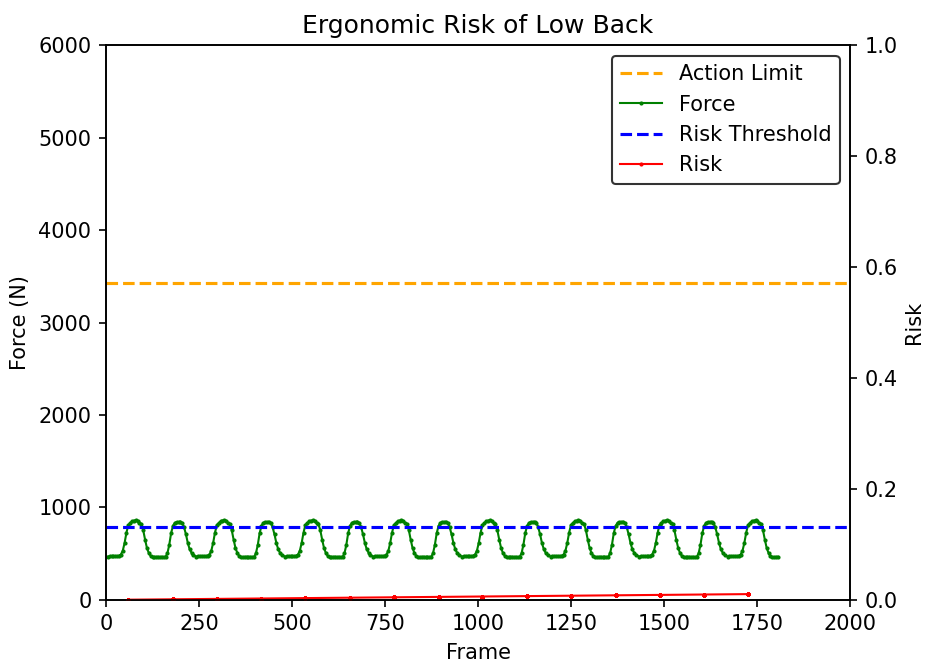 Ergonomic Risk of Low Back
6000
5000
4000
3000
2000
1000
0
Force (N)
1.0
0.8
0.6
0.4
0.2
0.0
Risk
Action Limit
Force
Risk Threshold
Risk
0
250
500
750
1000
1250
1500
1750
2000
Frame